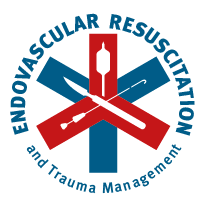 ENDOVASCULAR RESUSCITATION
and Trauma Management